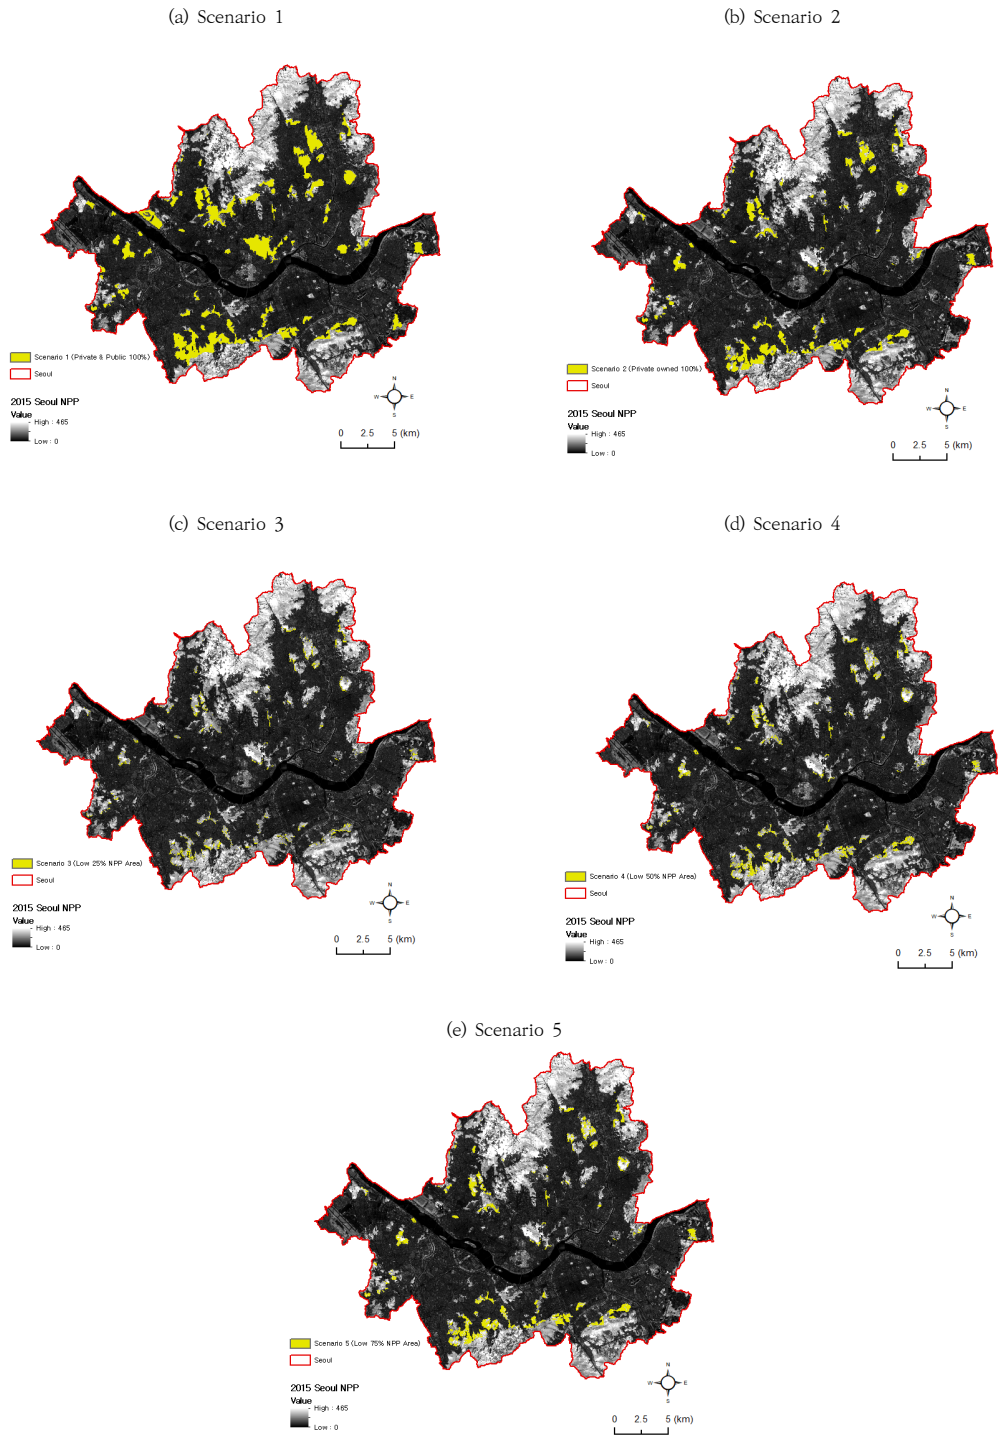 (a) Scenario 1
(b) Scenario 2
Scenario 1 (Private & Public 100%)
Seoul
2015 Seoul NPP
Value
High : 465
Low : 0
N
W
E
S
0 2.5 5 (km)
Scenario 2 (Private owned 100%)
Seoul
2015 Seoul NPP
Value
High : 465
Low : 0
N
W
E
S
0 2.5 5 (km)
(c) Scenario 3
(d) Scenario 4
Scenario 3 (Low 25% NPP Area)
Seoul
2015 Seoul NPP
Value
High : 465
Low : 0
N
W
E
S
0 2.5 5 (km)
Scenario 4 (Low 50% NPP Area)
Seoul
2015 Seoul NPP
Value
High : 465
Low : 0
N
W
E
S
0 2.5 5 (km)
(e) Scenario 5
Scenario 5 (Low 75% NPP Area)
Seoul
2015 Seoul NPP
Value
High : 465
Low : 0
N
W
E
S
0 2.5 5 (km)